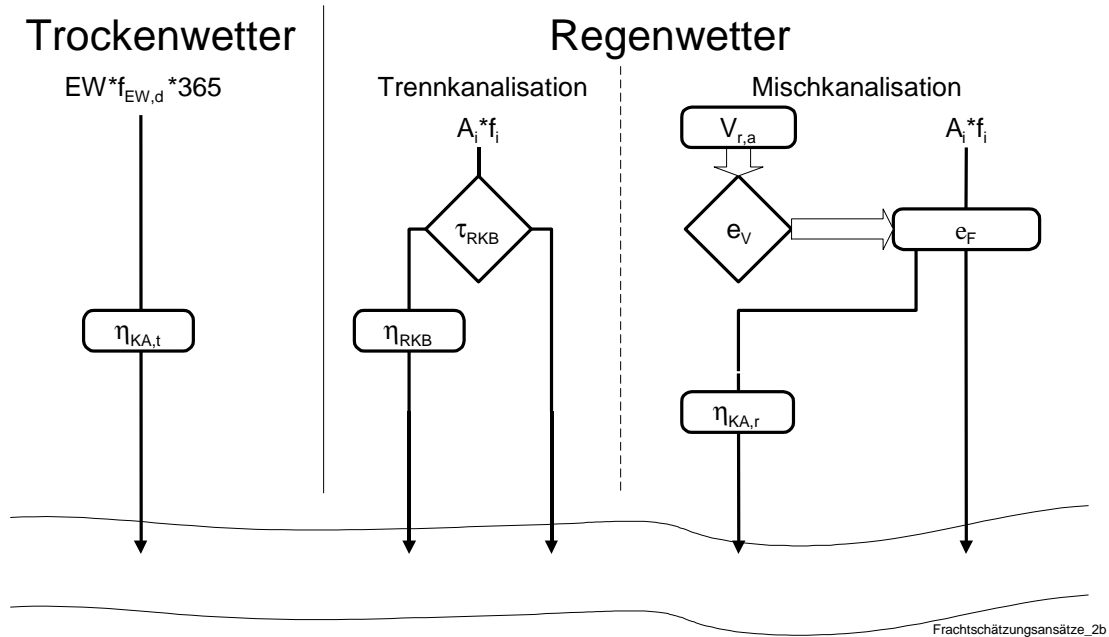 Trockenwetter
EW*f_EW,d *365
η_KA,t
Regenwetter
Trennkanalisation
A_i*f_i
τ_RKB
η_RKB
Mischkanalisation
V_r,a
A_i*f_i
e_V
e_F
η_KA,r
Frachtschätzungsansätze_2b